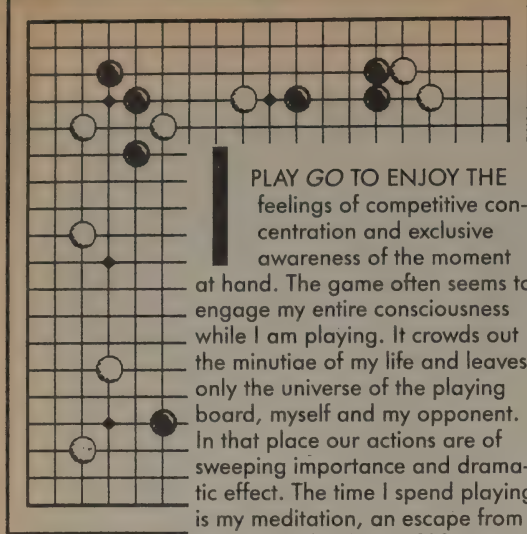 I PLAY GO TO ENJOY THE
feelings of competitive con-
centration and exclusive
awareness of the moment
at hand. The game often seems to
engage my entire consciousness
while I am playing. It crowds out
the minutiae of my life and leaves
only the universe of the playing
board, myself and my opponent.
In that place our actions are of
sweeping importance and drama-
tic effect. The time I spend playing
is my meditation, an escape from